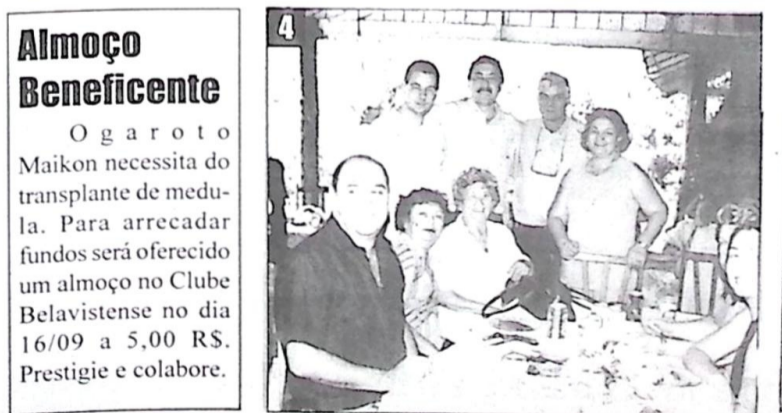 Almoço
Beneficente
O garoto
Maikon necessita do
transplante de medu-
la. Para arrecadar
fundos será oferecido
um almoço no Clube
Belavistense no dia
16/09 a 5,00 R$.
Prestigie e colabore.
4